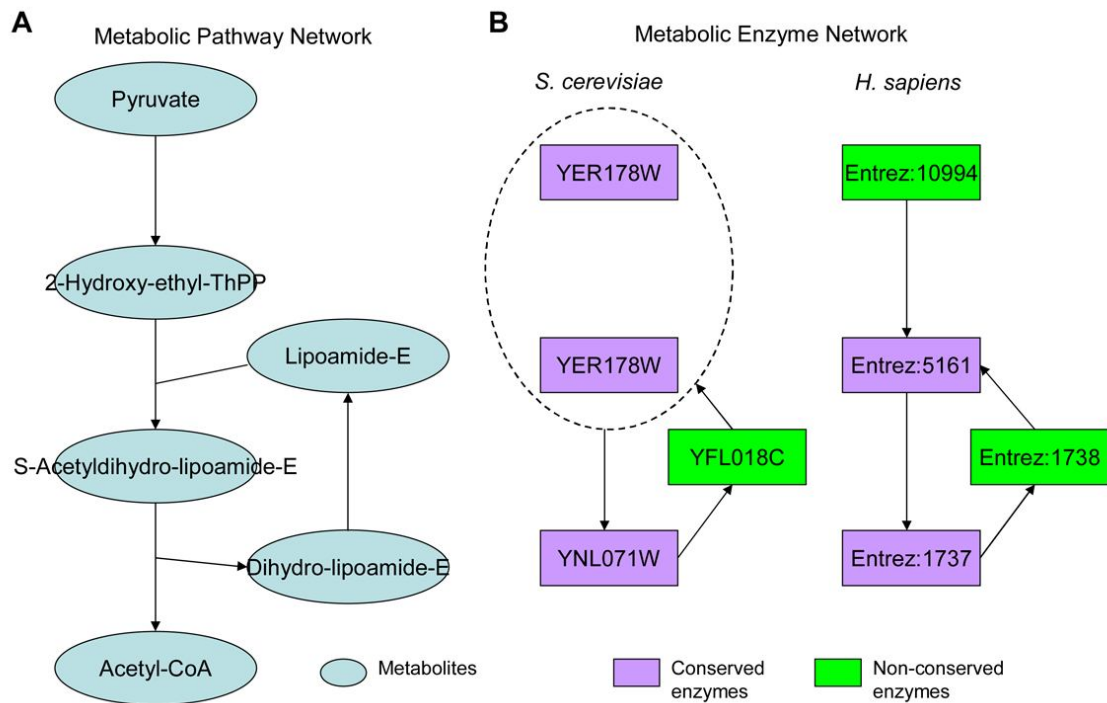 A
Metabolic Pathway Network
Pyruvate
2-Hydroxy-ethyl-ThPP
Lipoamide-E
S-Acetyldihydro-lipoamide-E
Dihydro-lipoamide-E
Acetyl-CoA
Metabolites
B
Metabolic Enzyme Network
S. cerevisiae
H. sapiens
YER178W
Entrez:10994
YER178W
Entrez:5161
YFL018C
Entrez:1738
YNL071W
Entrez:1737
Conserved
enzymes
Non-conserved
enzymes